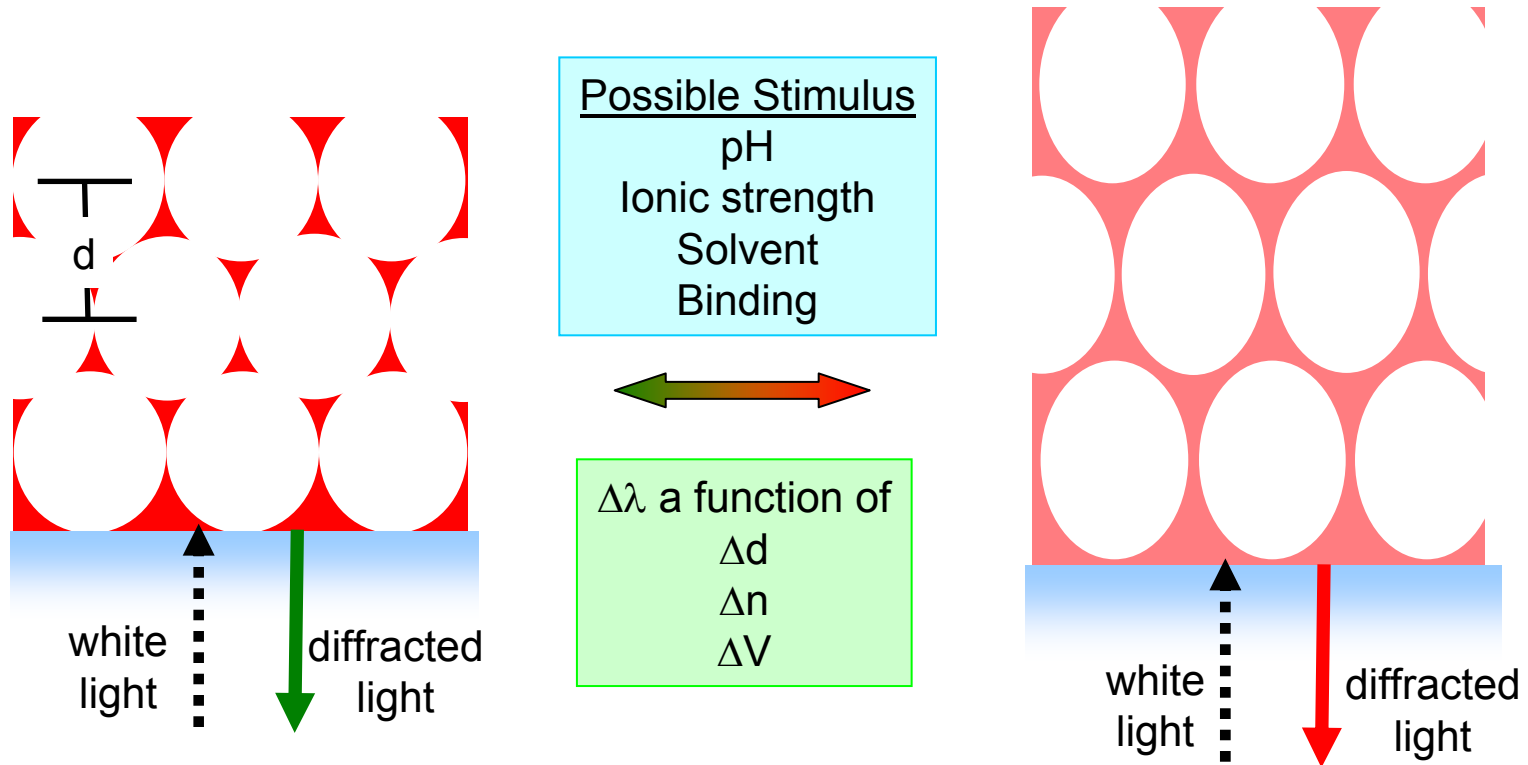 d
white
light
diffracted
light
Possible Stimulus
pH
Ionic strength
Solvent
Binding
Δλ a function of
Δd
Δn
ΔV
white
light
diffracted
light